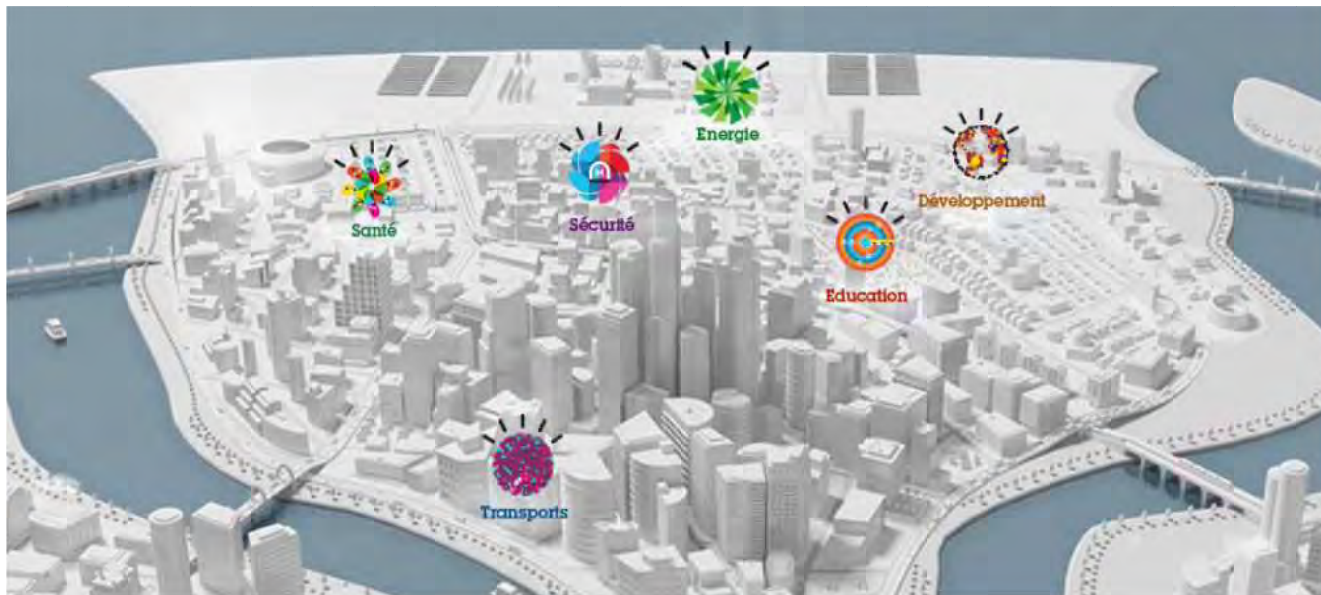 Energie
Développement
Santé
Sécurité
Education
Transports